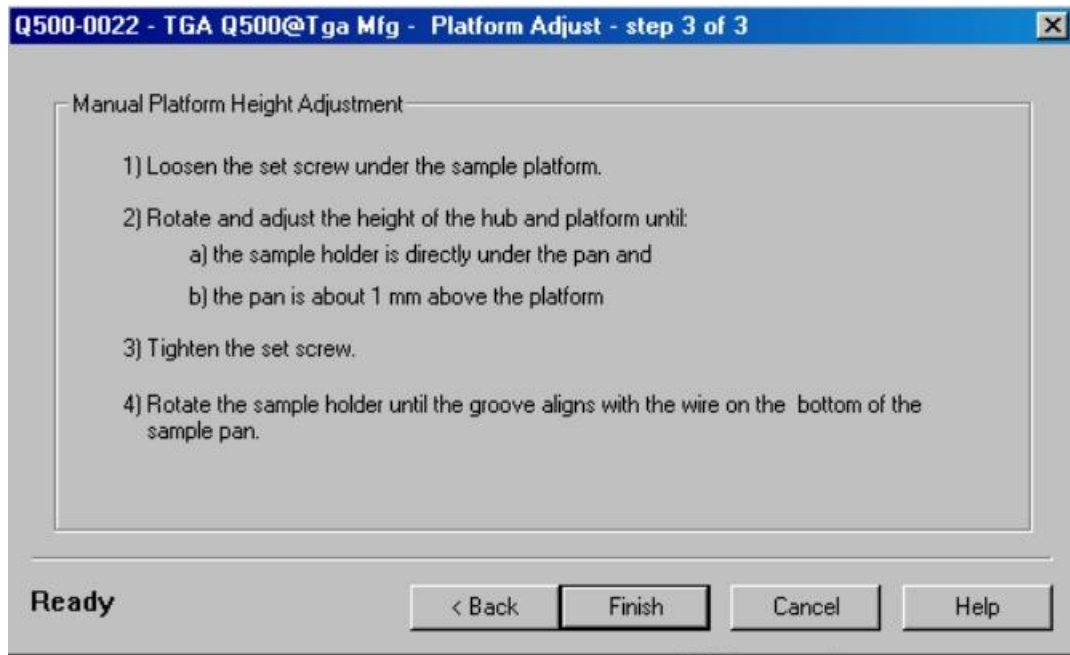 Q500-0022 - TGA Q500@Tga Mfg - Platform Adjust - step 3 of 3
Manual Platform Height Adjustment
1) Loosen the set screw under the sample platform.
2) Rotate and adjust the height of the hub and platform until:
a) the sample holder is directly under the pan and
b) the pan is about 1 mm above the platform
3) Tighten the set screw.
4) Rotate the sample holder until the groove aligns with the wire on the bottom of the
sample pan.
Ready
< Back
Finish
Cancel
Help